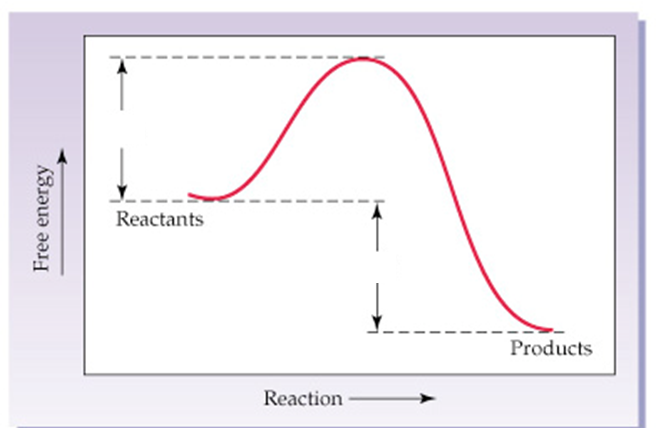 Free energy
Reactants
Products
Reaction